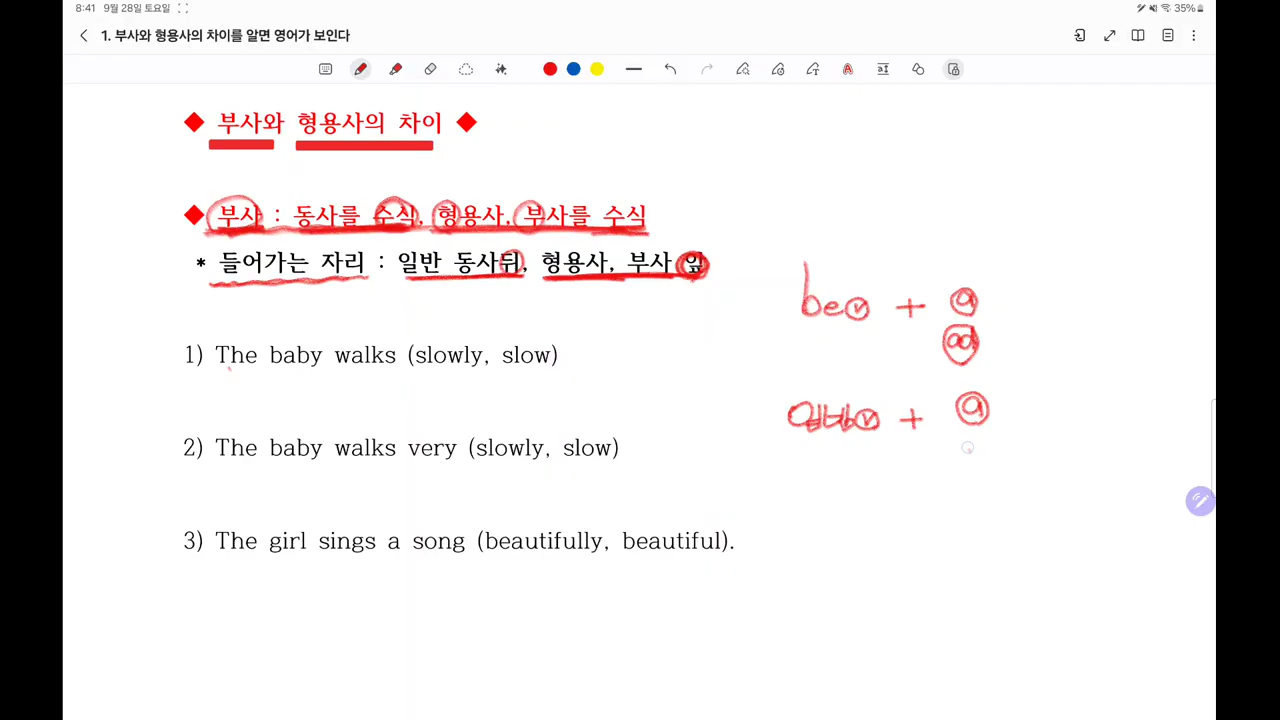 8:41 9월 28일 토요일 35%
1. 부사와 형용사의 차이를 알면 영어가 보인다
◆ 부사와 형용사의 차이 ◆
◆ 부사 : 동사를 수식, 형용사, 부사를 수식
* 들어가는 자리 : 일반 동사뒤, 형용사, 부사 앞
be v + a
ad
1) The baby walks (slowly, slow)
일반 v + a
2) The baby walks very (slowly, slow)
3) The girl sings a song (beautifully, beautiful).